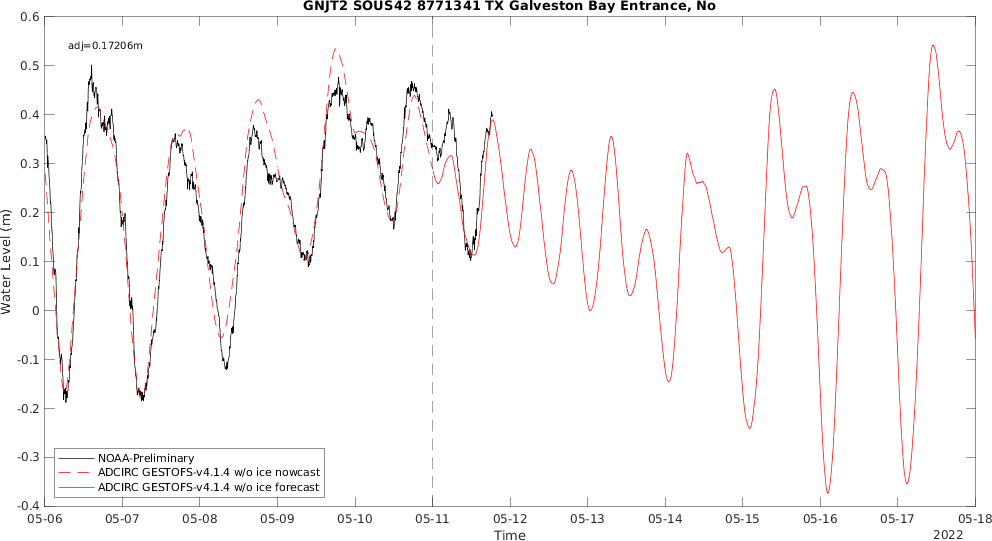 GNJT2 SOUS42 8771341 TX Galveston Bay Entrance, No
adj=0.17206m
0.6
0.5
0.4
0.3
0.2
0.1
0
-0.1
-0.2
-0.3
-0.4
Water Level (m)
NOAA-Preliminary
ADCIRC GESTOFS-v4.1.4 w/o ice nowcast
ADCIRC GESTOFS-v4.1.4 w/o ice forecast
05-06 05-07 05-08 05-09 05-10 05-11 05-12 05-13 05-14 05-15 05-16 05-17 05-18
Time
2022